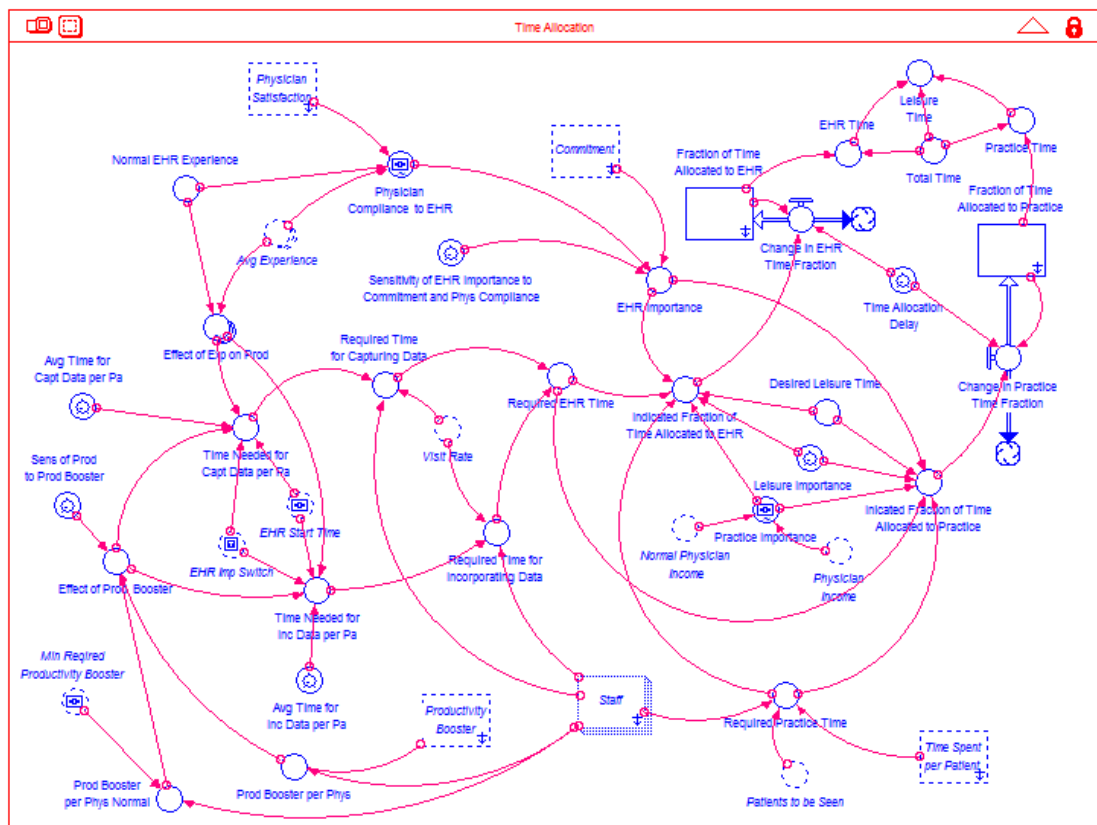 Time Allocation
Physician
Satisfaction
Leisure
Time
EHR Time
Commitment
Fraction of Time
Allocated to EHR
Practice Time
Normal EHR Experience
Total Time
Fraction of Time
Allocated to Practice
Physician
Compliance to EHR
Avg Experience
Change in EHR
Time Fraction
Sensitivity of EHR Importance to
Commitment and Phys Compliance
EHR Importance
Time Allocation
Delay
Effect of Exp on Prod
Required Time
for Capturing Data
Avg Time for
Capt Data per Pa
Desired Leisure Time
Change in Practice
Time Fraction
Required EHR Time
Indicated Fraction of
Time Allocated to EHR
Time Needed for
Capt Data per Pa
Visit Rate
Sens of Prod
to Prod Booster
Leisure Importance
Inicated Fraction of Time
Allocated to Practice
EHR Start Time
Practice Importance
Normal Physician
Income
EHR Imp Switch
Required Time for
Incorporating Data
Effect of Prod Booster
Physician
Income
Time Needed for
Inc Data per Pa
Min Reqired
Productivity Booster
Staff
Avg Time for
Inc Data per Pa
Productivity
Booster
Required Practice Time
Time Spent
per Patient
Prod Booster
per Phys Normal
Prod Booster per Phys
Patients to be Seen